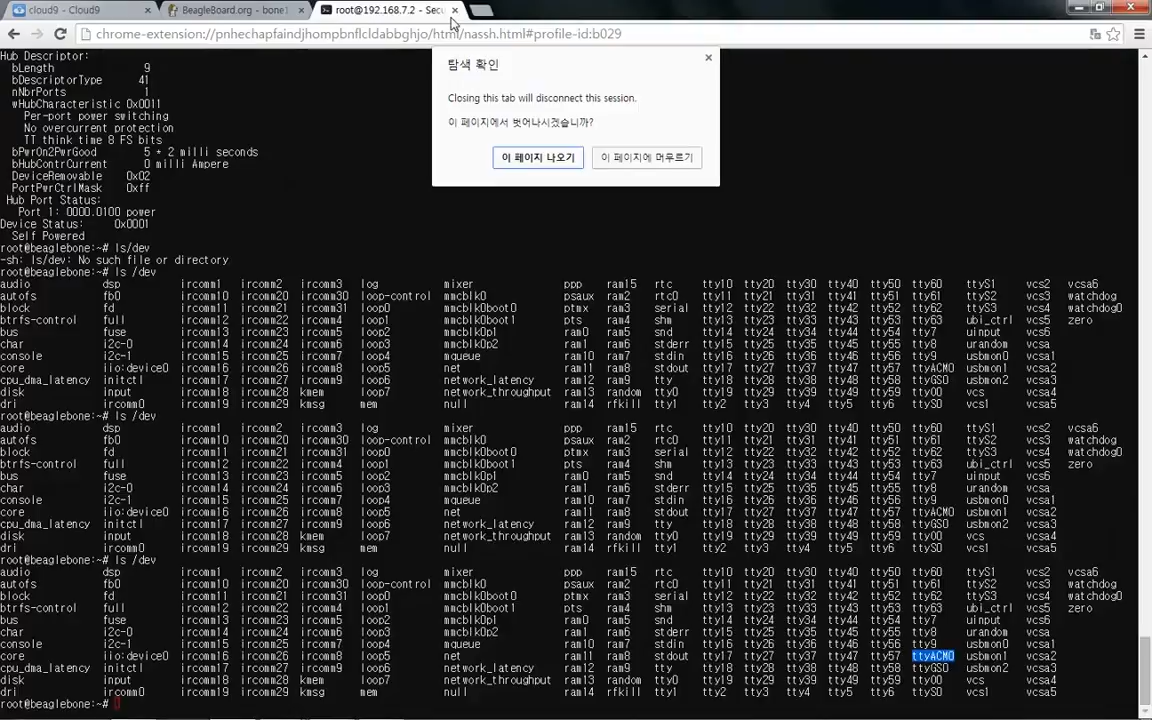 cloud9 - Cloud9
BeagleBoard.org - bone1
root@192.168.7.2 - Secu
chrome-extension://pnhechapfaindjhompbnflcldabbghjo/html/nassh.html#profile-id:b029
탐색 확인
Closing this tab will disconnect this session.
이 페이지에서 벗어나시겠습니까?
이 페이지 나오기
이 페이지에 머무르기
Hub Descriptor:
bLength 9
bDescriptorType 41
nNbrPorts 1
wHubCharacteristic 0x0011
Per-port power switching
No overcurrent protection
TT think time 8 FS bits
bPwrOn2PwrGood 5 * 2 milli seconds
bHubContrCurrent 0 milli Ampere
DeviceRemovable 0x02
PortPwrCtrlMask 0xff
Hub Port Status:
Port 1: 0000.0100 power
Device Status: 0x0001
Self Powered
root@beaglebone:~# ls/dev
-sh: ls/dev: No such file or directory
root@beaglebone:~# ls /dev
audio dsp ircomm1 ircomm2 ircomm3 log mixer ppp ram15 rtc tty10 tty20 tty30 tty40 tty50 tty60 ttyS1 vcs2 vcsa6
autofs fb0 ircomm10 ircomm20 ircomm30 loop-control mmcblk0 psaux ram2 rtc0 tty11 tty21 tty31 tty41 tty51 tty61 ttyS2 vcs3 watchdog
block fd ircomm11 ircomm21 ircomm31 loop0 mmcblk0boot0 ptmx ram3 serial tty12 tty22 tty32 tty42 tty52 tty62 ttyS3 vcs4 watchdog0
btrfs-control full ircomm12 ircomm22 ircomm4 loop1 mmcblk0boot1 pts ram4 shm tty13 tty23 tty33 tty43 tty53 tty63 ubi_ctrl vcs5 zero
bus fuse ircomm13 ircomm23 ircomm5 loop2 mmcblk0p1 ram0 ram5 snd tty14 tty24 tty34 tty44 tty54 tty7 uinput vcs6
char i2c-0 ircomm14 ircomm24 ircomm6 loop3 mmcblk0p2 ram1 ram6 stderr tty15 tty25 tty35 tty45 tty55 tty8 urandom vcsa
console i2c-1 ircomm15 ircomm25 ircomm7 loop4 mqueue ram10 ram7 stdin tty16 tty26 tty36 tty46 tty56 tty9 usbmon0 vcsa1
core iio:device0 ircomm16 ircomm26 ircomm8 loop5 net ram11 ram8 stdout tty17 tty27 tty37 tty47 tty57 ttyACM0 usbmon1 vcsa2
cpu_dma_latency initctl ircomm17 ircomm27 ircomm9 loop6 network_latency ram12 ram9 tty tty18 tty28 tty38 tty48 tty58 ttyGS0 usbmon2 vcsa3
disk input ircomm18 ircomm28 kmem loop7 network_throughput ram13 random tty0 tty19 tty29 tty39 tty49 tty59 ttyO0 vcs vcsa4
dri ircomm0 ircomm19 ircomm29 kmsg mem null ram14 rfkill tty1 tty2 tty3 tty4 tty5 tty6 ttyS0 vcs1 vcsa5
root@beaglebone:~# ls /dev
audio dsp ircomm1 ircomm2 ircomm3 log mixer ppp ram15 rtc tty10 tty20 tty30 tty40 tty50 tty60 ttyS1 vcs2 vcsa6
autofs fb0 ircomm10 ircomm20 ircomm30 loop-control mmcblk0 psaux ram2 rtc0 tty11 tty21 tty31 tty41 tty51 tty61 ttyS2 vcs3 watchdog
block fd ircomm11 ircomm21 ircomm31 loop0 mmcblk0boot0 ptmx ram3 serial tty12 tty22 tty32 tty42 tty52 tty62 ttyS3 vcs4 watchdog0
btrfs-control full ircomm12 ircomm22 ircomm4 loop1 mmcblk0boot1 pts ram4 shm tty13 tty23 tty33 tty43 tty53 tty63 ubi_ctrl vcs5 zero
bus fuse ircomm13 ircomm23 ircomm5 loop2 mmcblk0p1 ram0 ram5 snd tty14 tty24 tty34 tty44 tty54 tty7 uinput vcs6
char i2c-0 ircomm14 ircomm24 ircomm6 loop3 mmcblk0p2 ram1 ram6 stderr tty15 tty25 tty35 tty45 tty55 tty8 urandom vcsa
console i2c-1 ircomm15 ircomm25 ircomm7 loop4 mqueue ram10 ram7 stdin tty16 tty26 tty36 tty46 tty56 tty9 usbmon0 vcsa1
core iio:device0 ircomm16 ircomm26 ircomm8 loop5 net ram11 ram8 stdout tty17 tty27 tty37 tty47 tty57 ttyACM0 usbmon1 vcsa2
cpu_dma_latency initctl ircomm17 ircomm27 ircomm9 loop6 network_latency ram12 ram9 tty tty18 tty28 tty38 tty48 tty58 ttyGS0 usbmon2 vcsa3
disk input ircomm18 ircomm28 kmem loop7 network_throughput ram13 random tty0 tty19 tty29 tty39 tty49 tty59 ttyO0 vcs vcsa4
dri ircomm0 ircomm19 ircomm29 kmsg mem null ram14 rfkill tty1 tty2 tty3 tty4 tty5 tty6 ttyS0 vcs1 vcsa5
root@beaglebone:~# ls /dev
audio dsp ircomm1 ircomm2 ircomm3 log mixer ppp ram15 rtc tty10 tty20 tty30 tty40 tty50 tty60 ttyS1 vcs2 vcsa6
autofs fb0 ircomm10 ircomm20 ircomm30 loop-control mmcblk0 psaux ram2 rtc0 tty11 tty21 tty31 tty41 tty51 tty61 ttyS2 vcs3 watchdog
block fd ircomm11 ircomm21 ircomm31 loop0 mmcblk0boot0 ptmx ram3 serial tty12 tty22 tty32 tty42 tty52 tty62 ttyS3 vcs4 watchdog0
btrfs-control full ircomm12 ircomm22 ircomm4 loop1 mmcblk0boot1 pts ram4 shm tty13 tty23 tty33 tty43 tty53 tty63 ubi_ctrl vcs5 zero
bus fuse ircomm13 ircomm23 ircomm5 loop2 mmcblk0p1 ram0 ram5 snd tty14 tty24 tty34 tty44 tty54 tty7 uinput vcs6
char i2c-0 ircomm14 ircomm24 ircomm6 loop3 mmcblk0p2 ram1 ram6 stderr tty15 tty25 tty35 tty45 tty55 tty8 urandom vcsa
console i2c-1 ircomm15 ircomm25 ircomm7 loop4 mqueue ram10 ram7 stdin tty16 tty26 tty36 tty46 tty56 tty9 usbmon0 vcsa1
core iio:device0 ircomm16 ircomm26 ircomm8 loop5 net ram11 ram8 stdout tty17 tty27 tty37 tty47 tty57 ttyACM0 usbmon1 vcsa2
cpu_dma_latency initctl ircomm17 ircomm27 ircomm9 loop6 network_latency ram12 ram9 tty tty18 tty28 tty38 tty48 tty58 ttyGS0 usbmon2 vcsa3
disk input ircomm18 ircomm28 kmem loop7 network_throughput ram13 random tty0 tty19 tty29 tty39 tty49 tty59 ttyO0 vcs vcsa4
dri ircomm0 ircomm19 ircomm29 kmsg mem null ram14 rfkill tty1 tty2 tty3 tty4 tty5 tty6 ttyS0 vcs1 vcsa5
root@beaglebone:~#